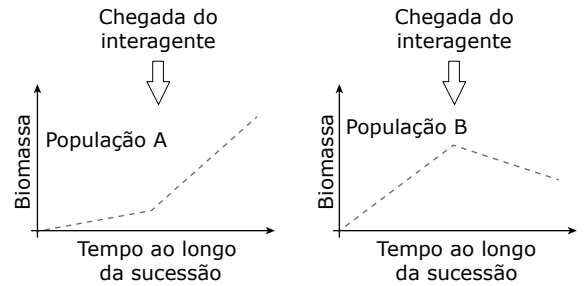 Chegada do
interagente
Biomassa
População A
Tempo ao longo
da sucessão
Chegada do
interagente
Biomassa
População B
Tempo ao longo
da sucessão